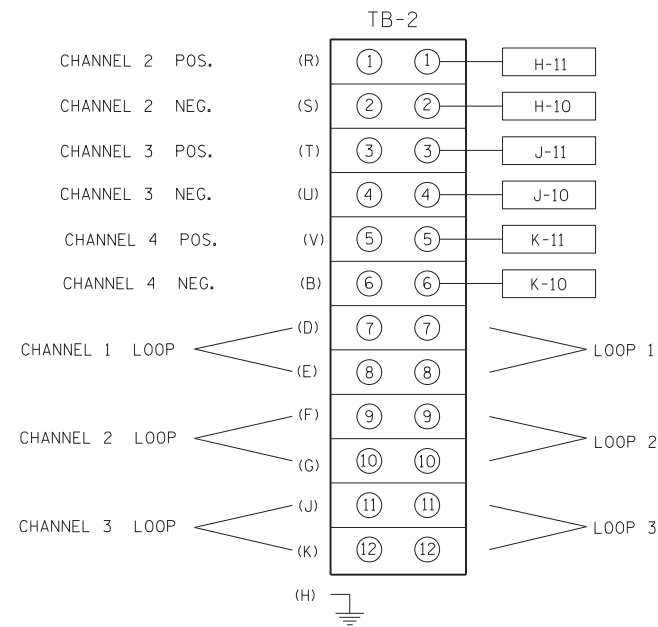 TB-2
CHANNEL 2 POS. (R) 1 1 H-11
CHANNEL 2 NEG. (S) 2 2 H-10
CHANNEL 3 POS. (T) 3 3 J-11
CHANNEL 3 NEG. (U) 4 4 J-10
CHANNEL 4 POS. (V) 5 5 K-11
CHANNEL 4 NEG. (B) 6 6 K-10
(D) 7 7
CHANNEL 1 LOOP LOOP 1
(E) 8 8
(F) 9 9
CHANNEL 2 LOOP LOOP 2
(G) 10 10
(J) 11 11
CHANNEL 3 LOOP LOOP 3
(K) 12 12
(H)